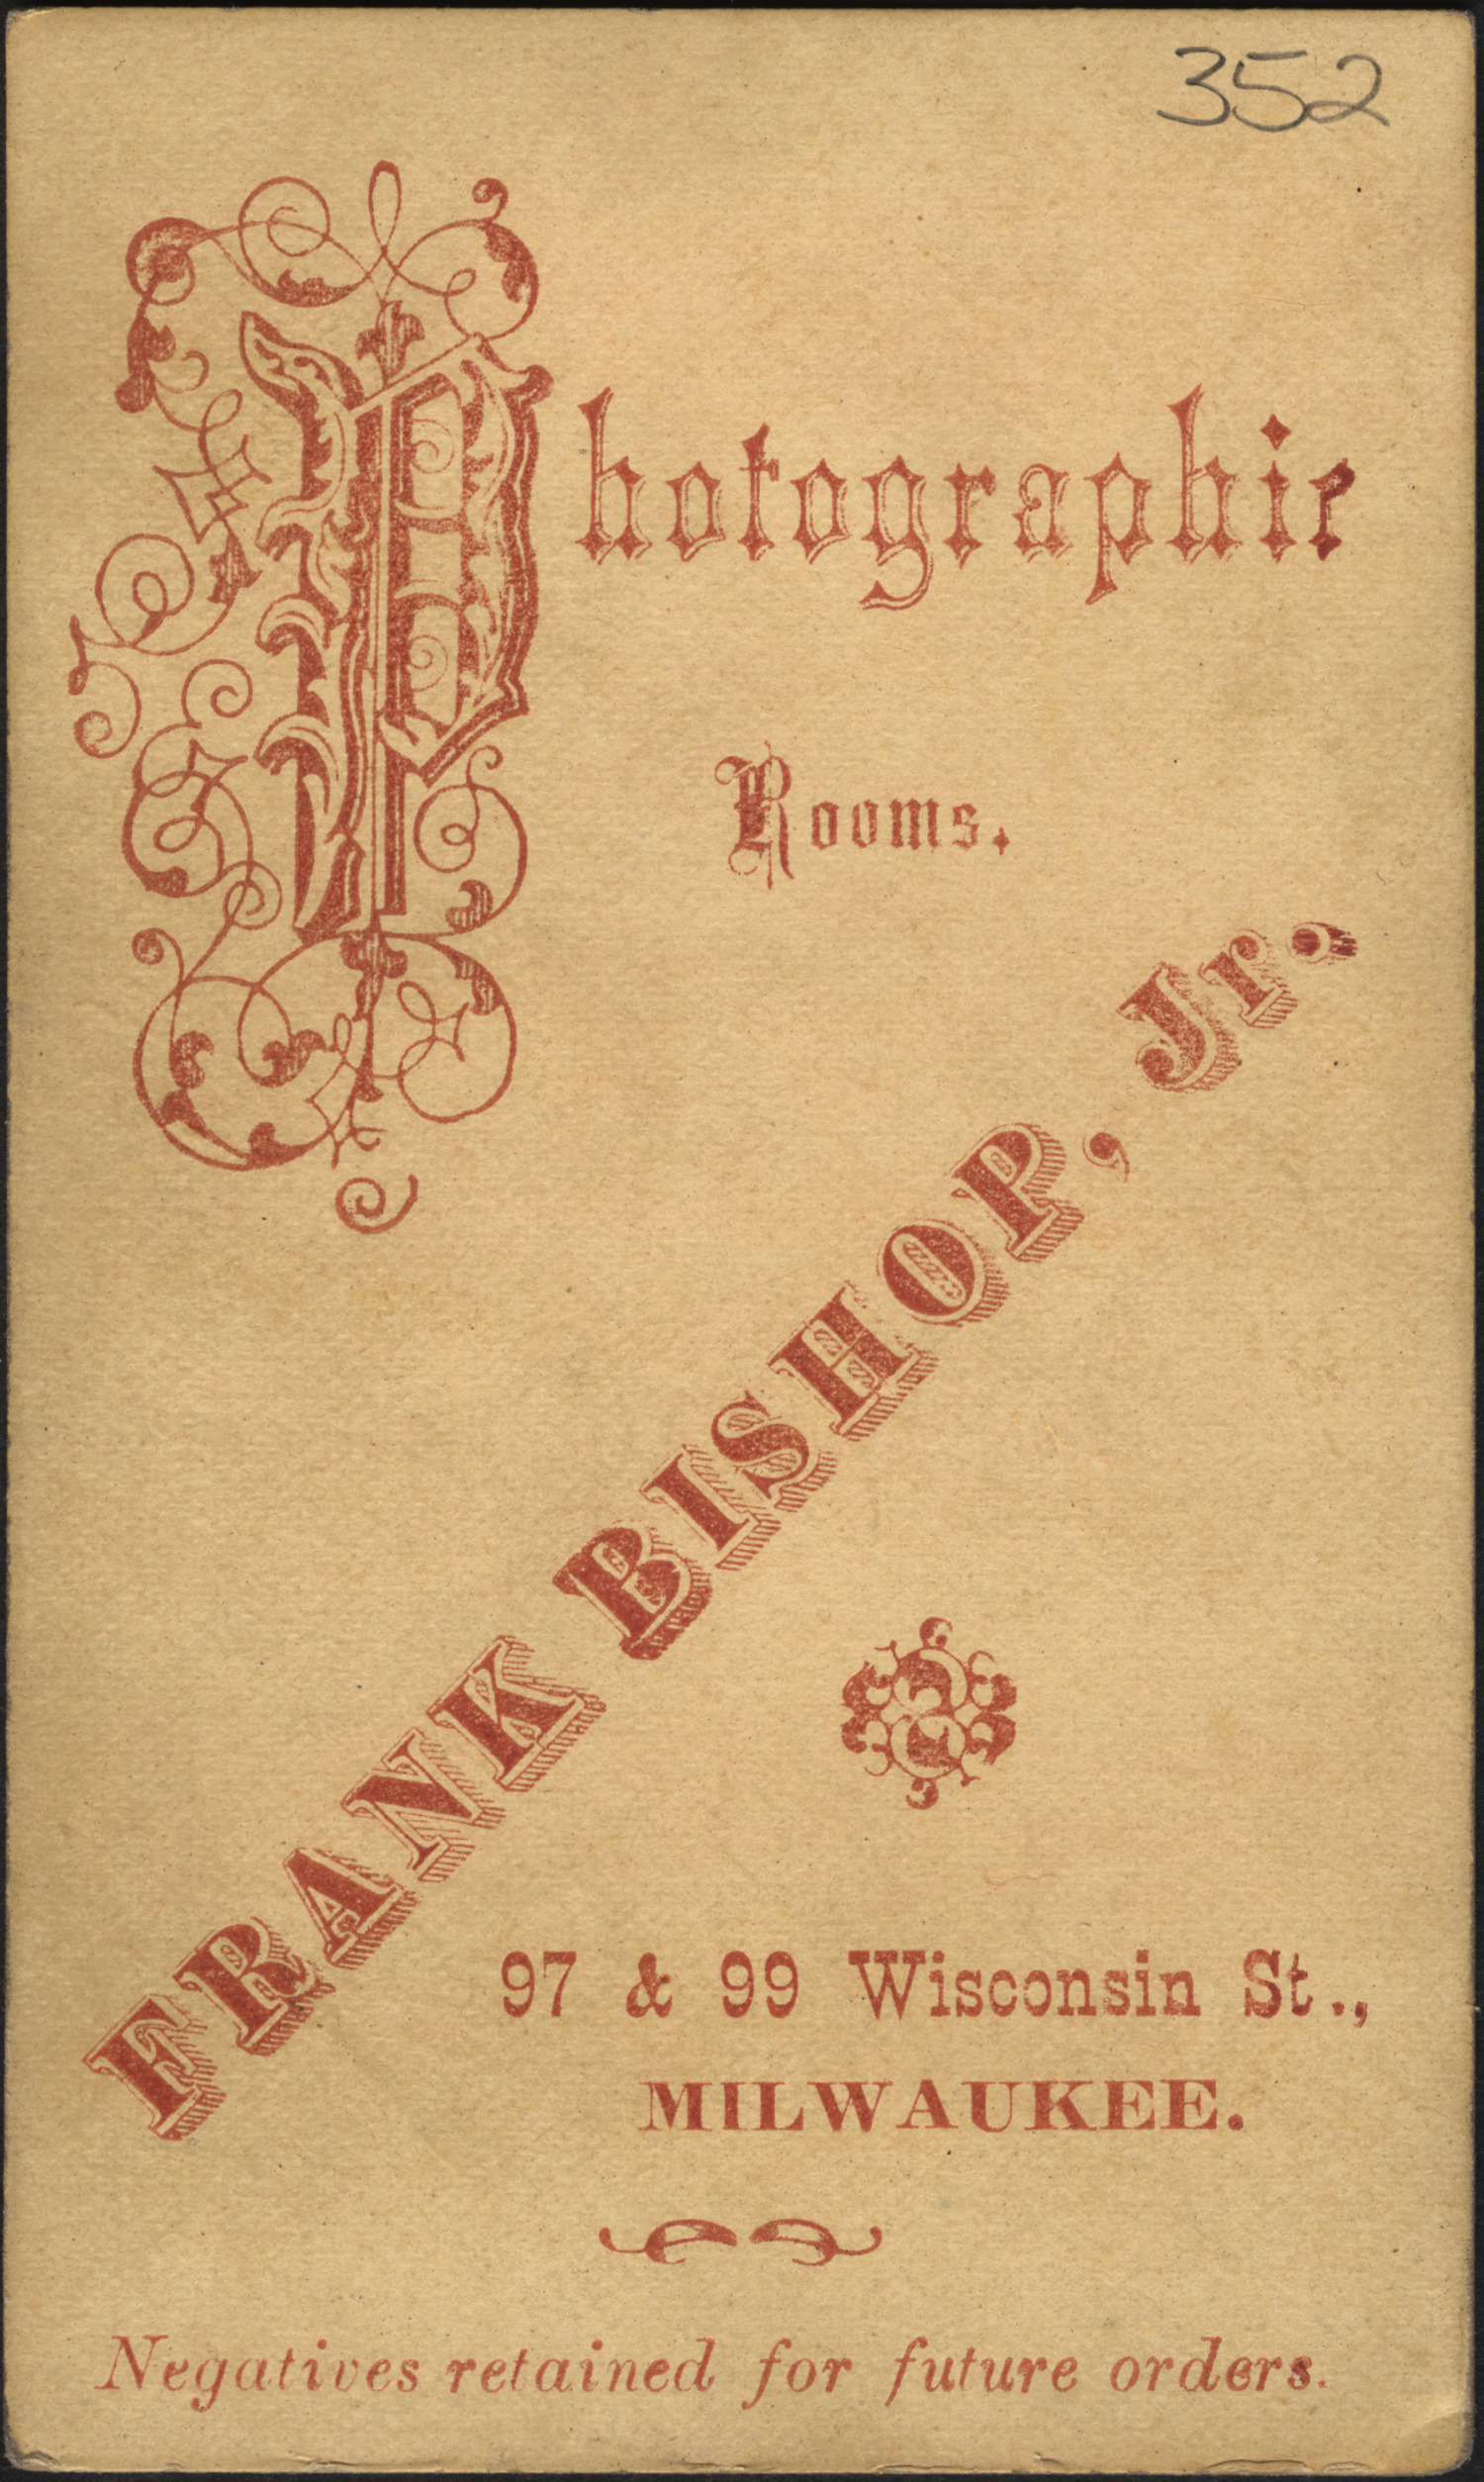 352
Photographic
Rooms.
FRANK BISHOP, Jr.
97 & 99 Wisconsin St.,
MILWAUKEE.
Negatives retained for future orders.